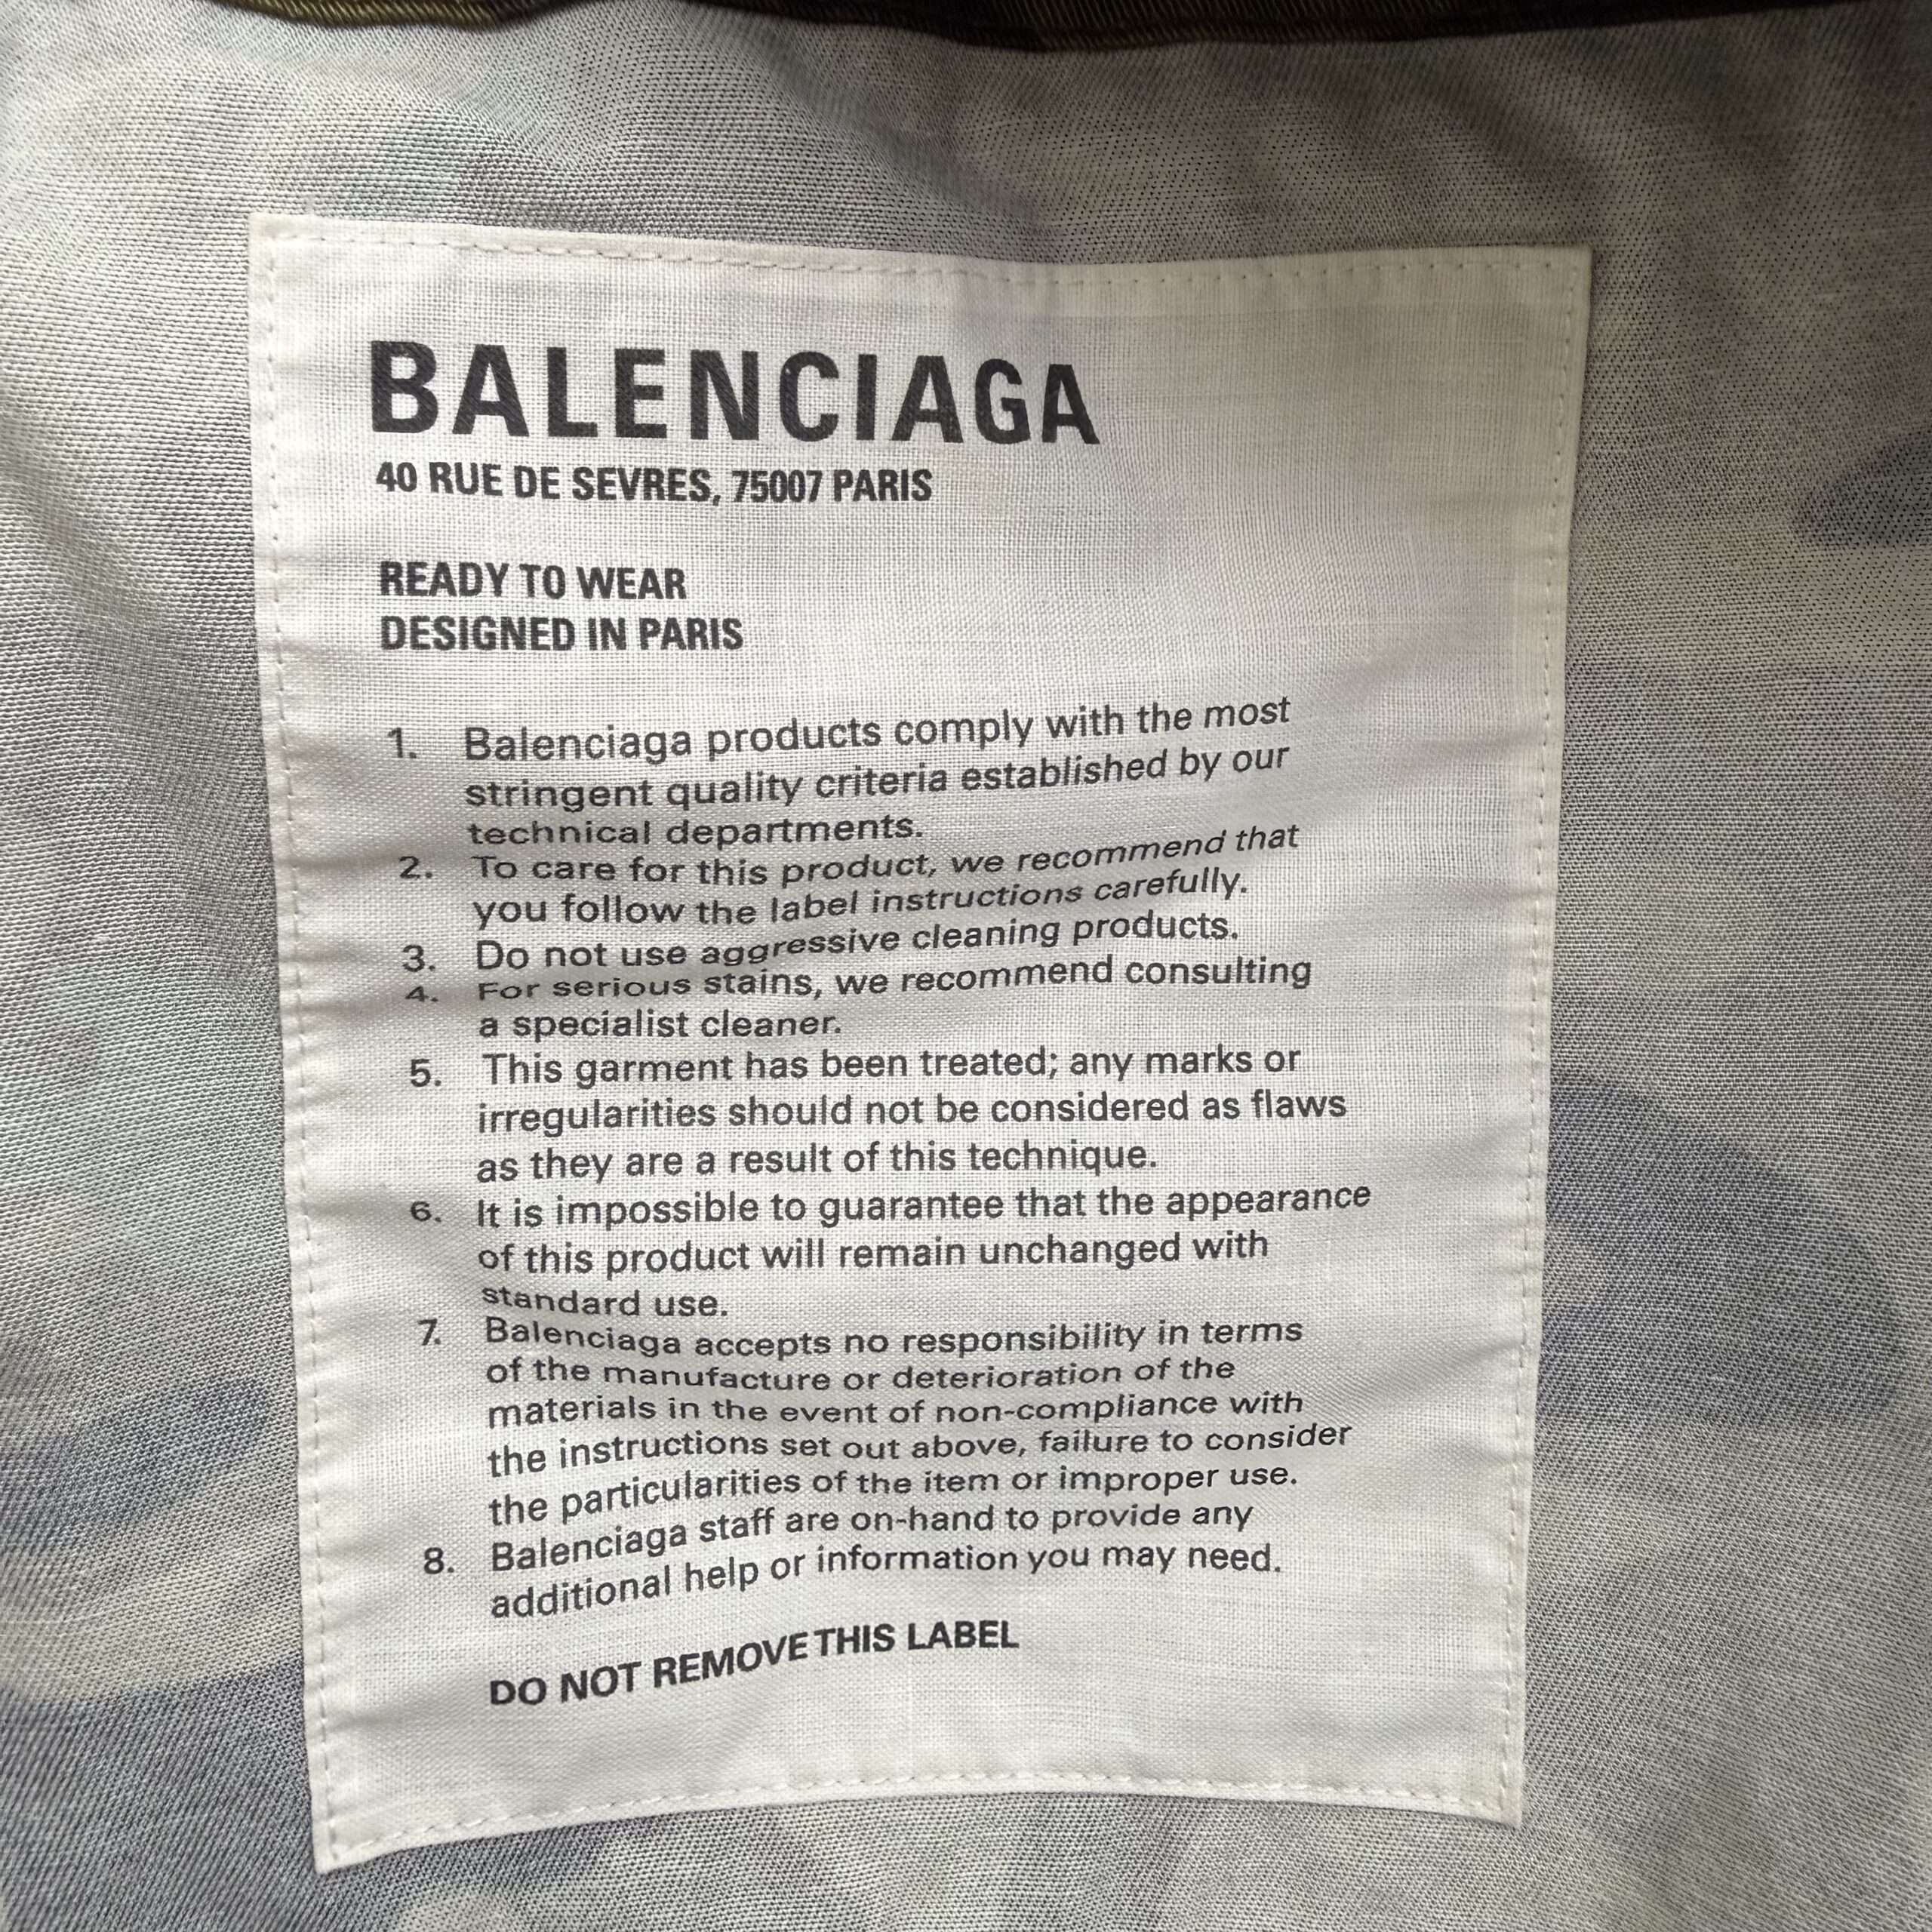 BALENCIAGA
40 RUE DE SEVRES, 75007 PARIS
READY TO WEAR
DESIGNED IN PARIS
1. Balenciaga products comply with the most
stringent quality criteria established by our
technical departments.
2. To care for this product, we recommend that
you follow the label instructions carefully.
3. Do not use aggressive cleaning products.
4. For serious stains, we recommend consulting
a specialist cleaner.
5. This garment has been treated; any marks or
irregularities should not be considered as flaws
as they are a result of this technique.
6. It is impossible to guarantee that the appearance
of this product will remain unchanged with
standard use.
7. Balenciaga accepts no responsibility in terms
of the manufacture or deterioration of the
materials in the event of non-compliance with
the instructions set out above, failure to consider
the particularities of the item or improper use.
8. Balenciaga staff are on-hand to provide any
additional help or information you may need.
DO NOT REMOVE THIS LABEL